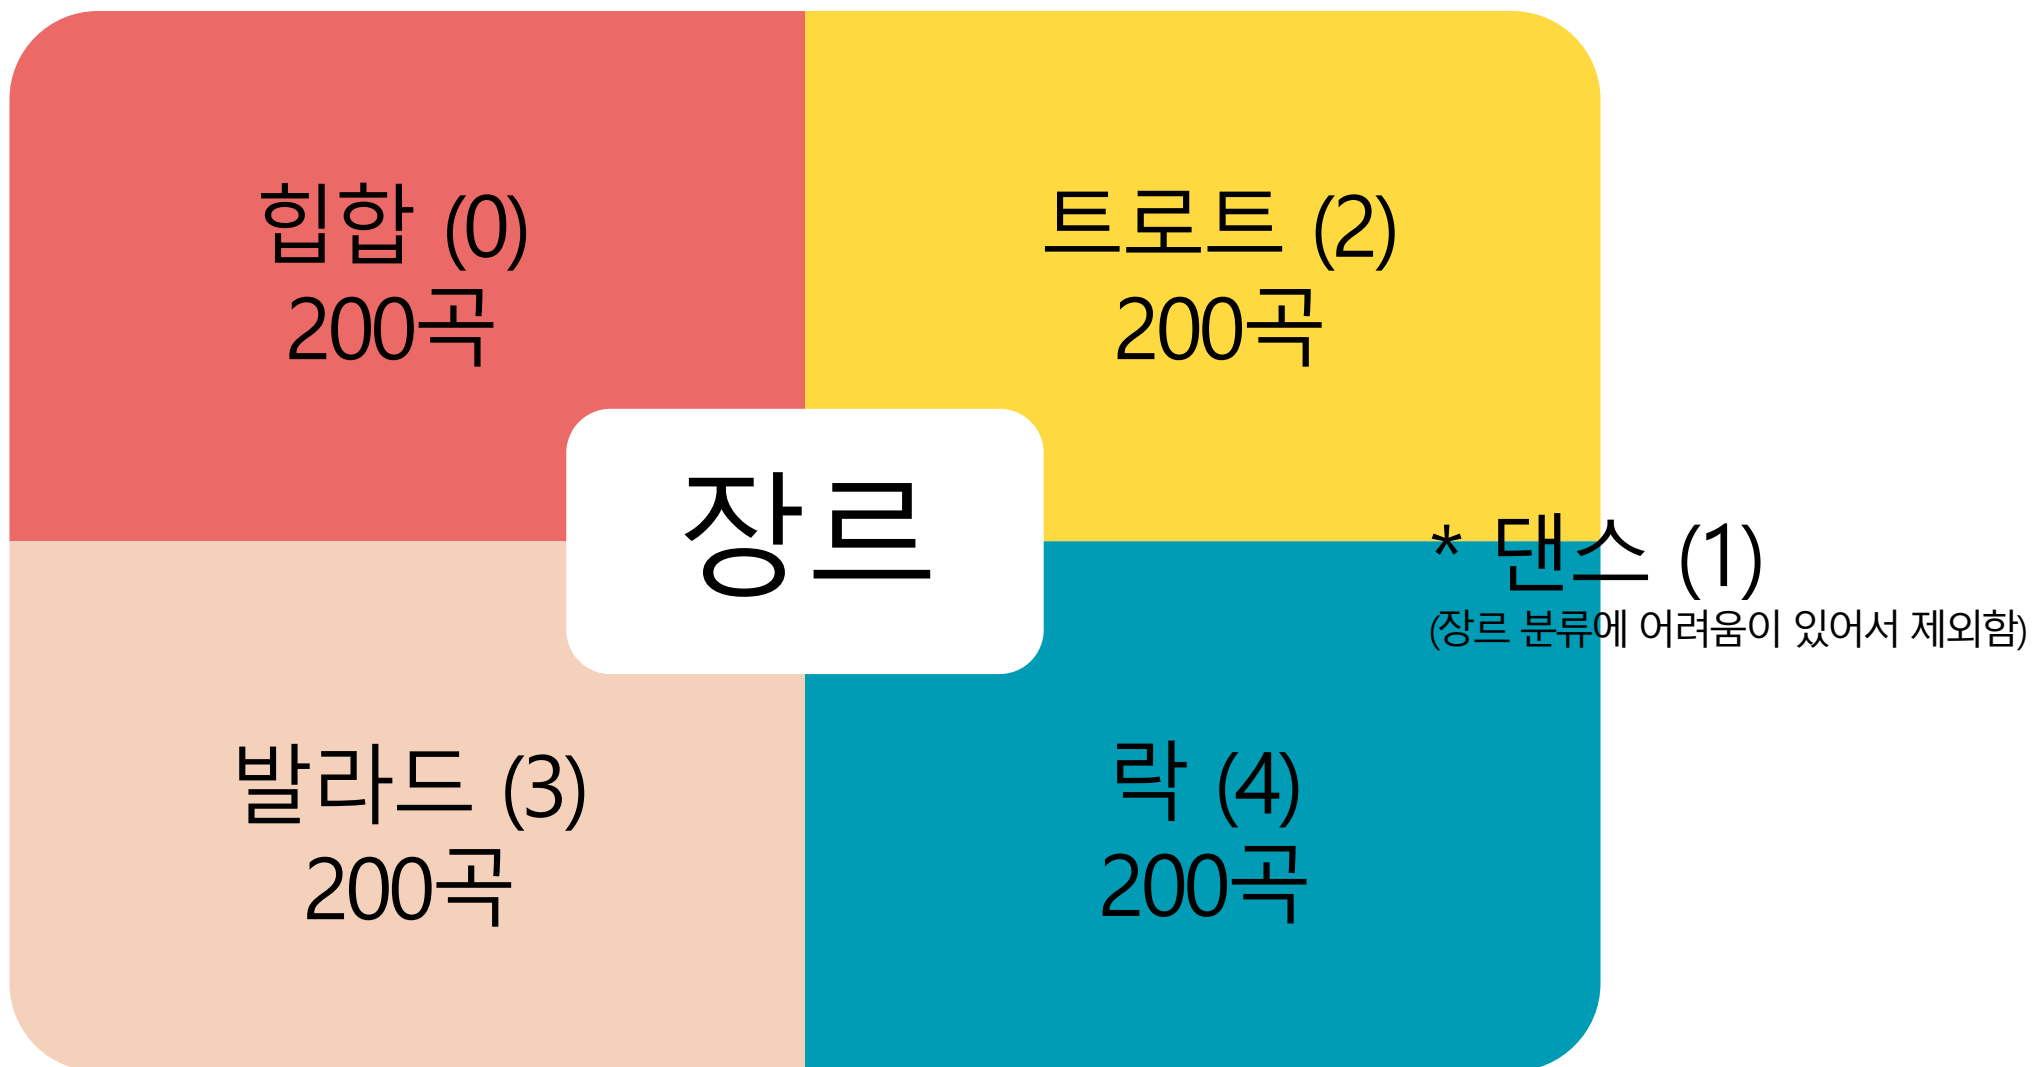 힙합 (0)
200곡
트로트 (2)
200곡
장르
* 댄스 (1)
(장르 분류에 어려움이 있어서 제외함)
발라드 (3)
200곡
락 (4)
200곡